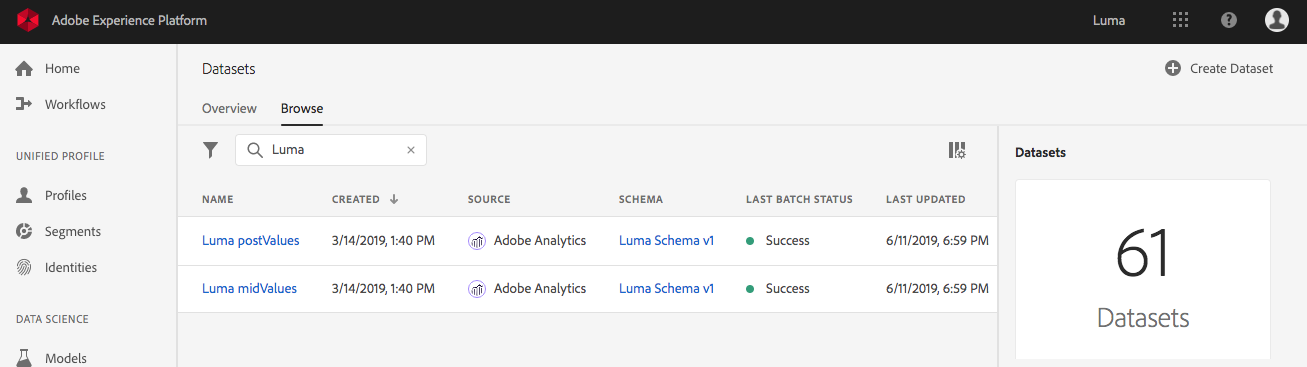 Adobe Experience Platform
Luma
Home
Workflows
UNIFIED PROFILE
Profiles
Segments
Identities
DATA SCIENCE
Models
Datasets
Create Dataset
Overview Browse
Luma
NAME CREATED SOURCE SCHEMA LAST BATCH STATUS LAST UPDATED
Luma postValues 3/14/2019, 1:40 PM Adobe Analytics Luma Schema v1 Success 6/11/2019, 6:59 PM
Luma midValues 3/14/2019, 1:40 PM Adobe Analytics Luma Schema v1 Success 6/11/2019, 6:59 PM
Datasets
61
Datasets